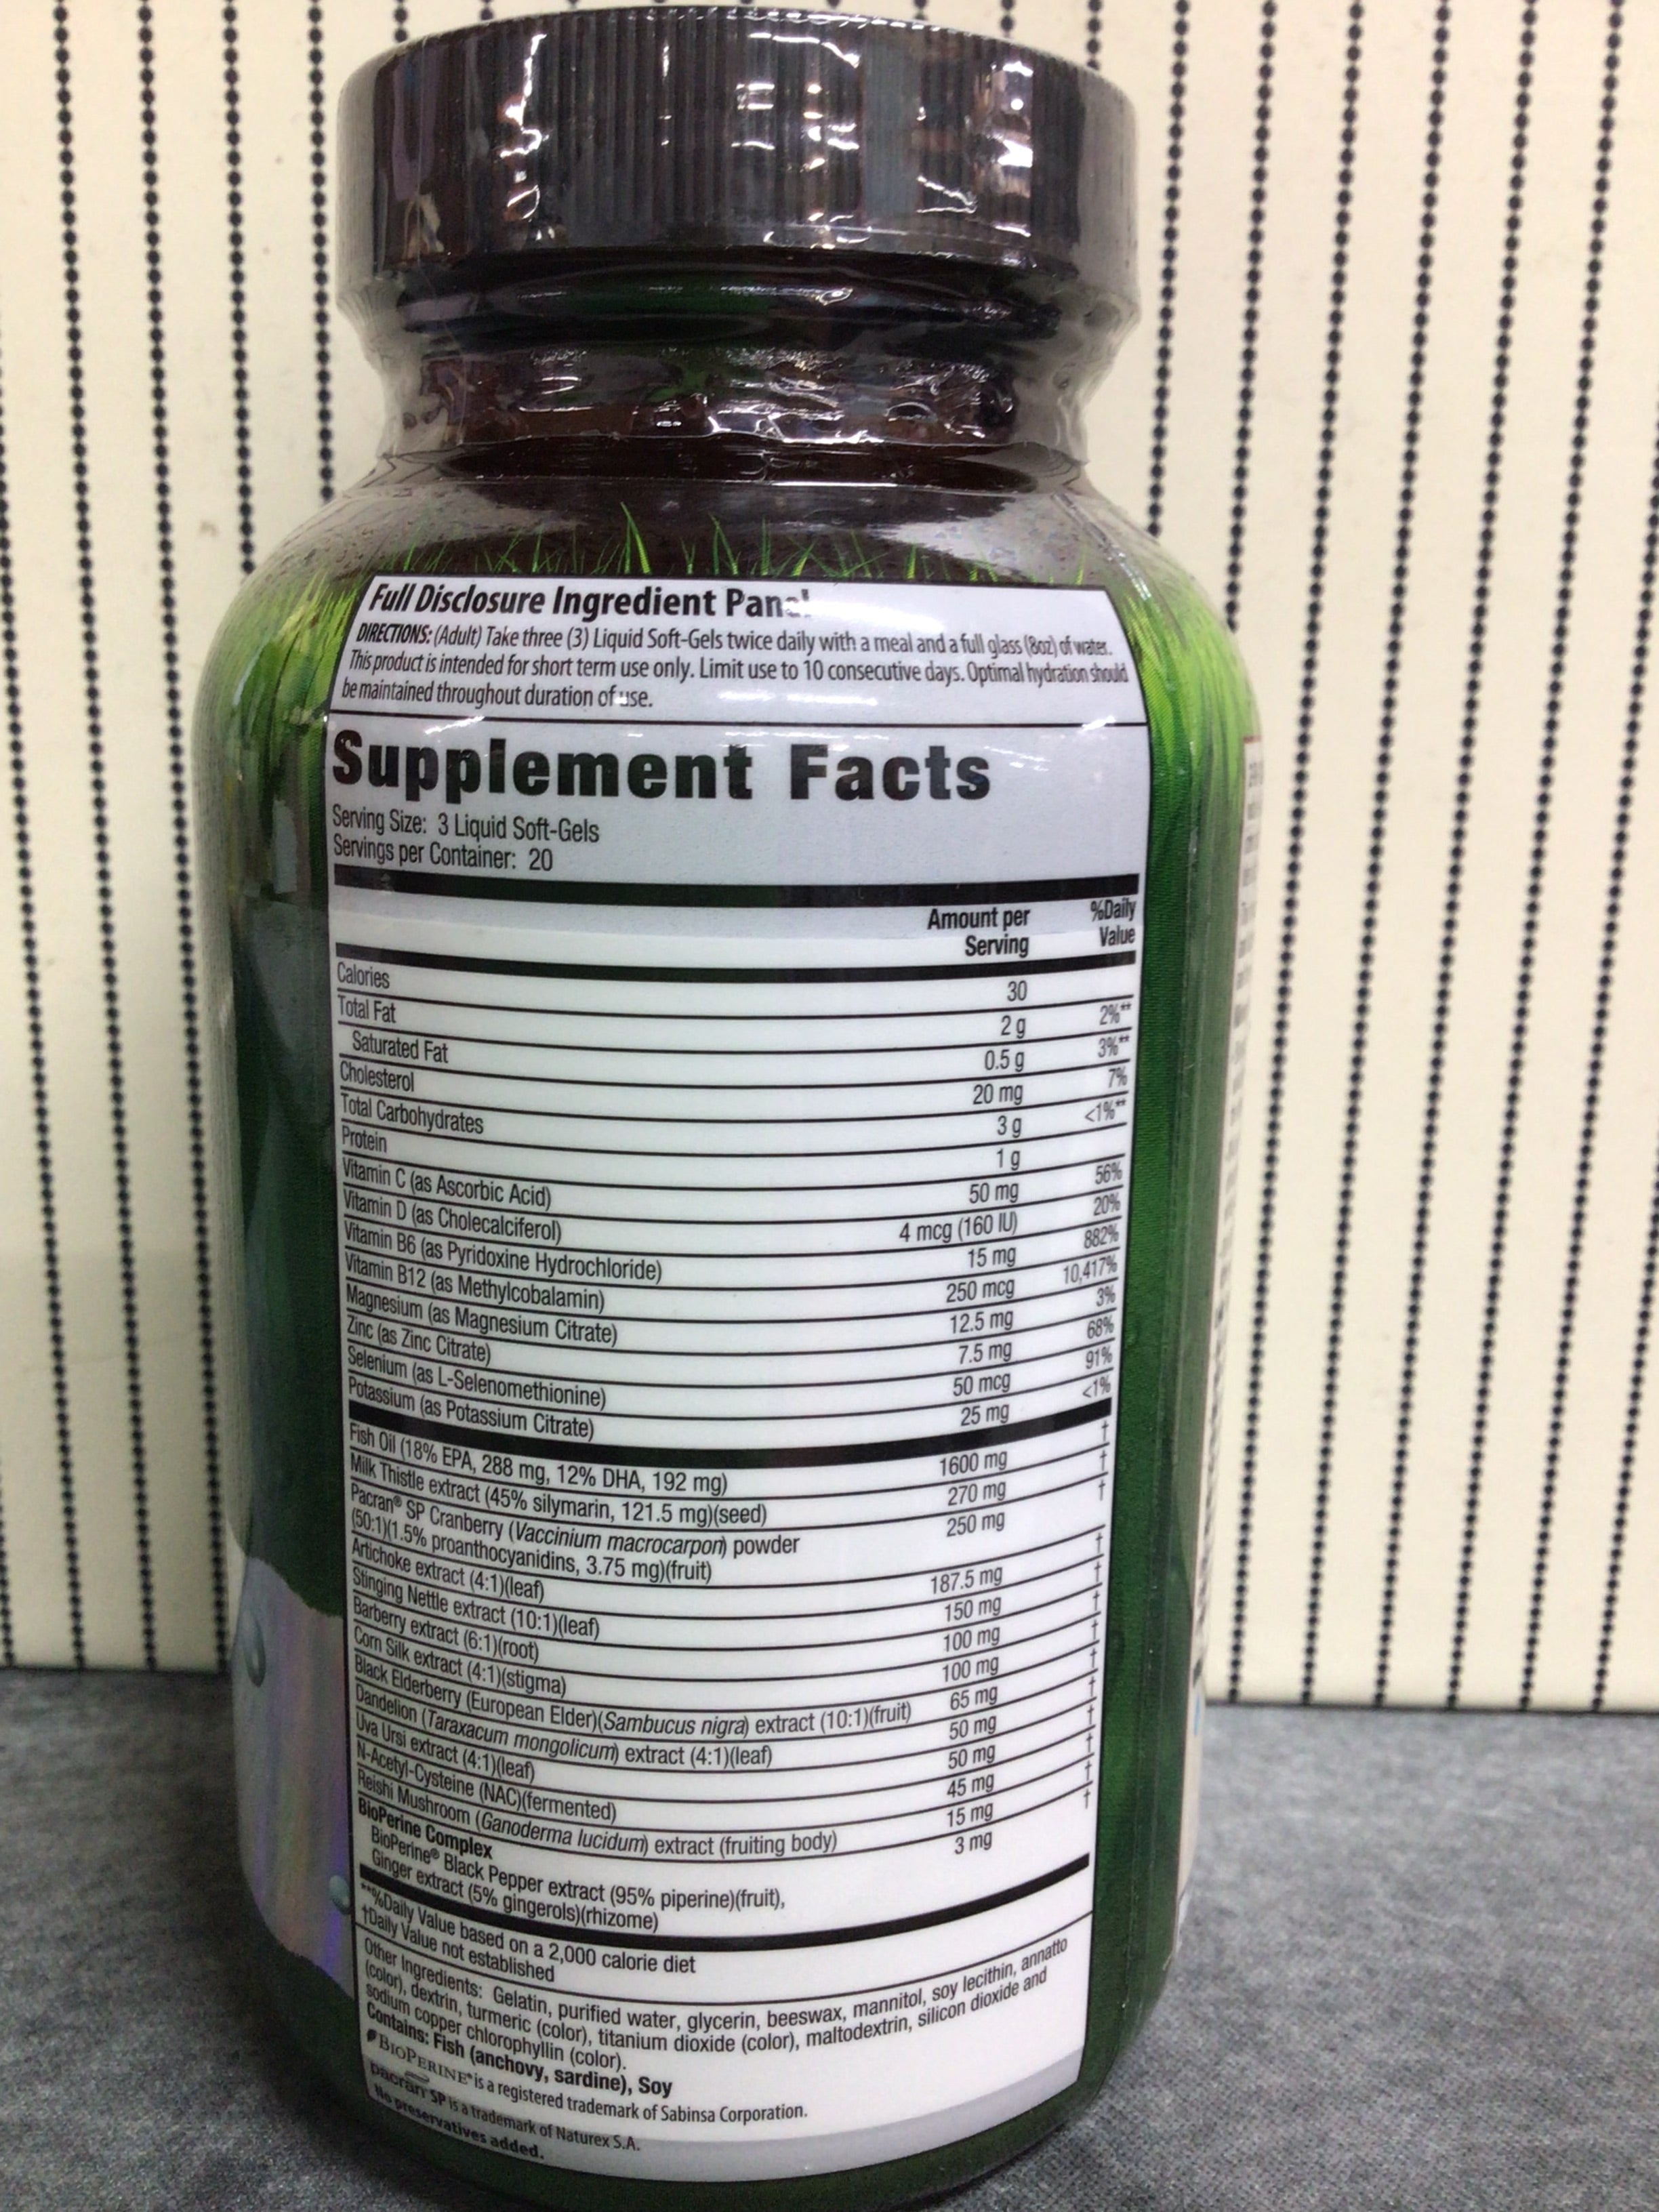 Full Disclosure Ingredient Panel
DIRECTIONS: (Adult) Take three (3) Liquid Soft-Gels twice daily with a meal and a full glass (8oz) of water.
This product is intended for short term use only. Limit use to 10 consecutive days. Optimal hydration should
be maintained throughout duration of use.
Supplement Facts
Serving Size: 3 Liquid Soft-Gels
Servings per Container: 20
Amount per Serving %Daily Value
Calories 30
Total Fat 2 g 2%**
Saturated Fat 0.5 g 3%**
Cholesterol 20 mg 7%
Total Carbohydrates 3 g <1%**
Protein 1 g
Vitamin C (as Ascorbic Acid) 50 mg 56%
Vitamin D (as Cholecalciferol) 4 mcg (160 IU) 20%
Vitamin B6 (as Pyridoxine Hydrochloride) 15 mg 882%
Vitamin B12 (as Methylcobalamin) 250 mcg 10,417%
Magnesium (as Magnesium Citrate) 12.5 mg 3%
Zinc (as Zinc Citrate) 7.5 mg 68%
Selenium (as L-Selenomethionine) 50 mcg 91%
Potassium (as Potassium Citrate) 25 mg <1%
Fish Oil (18% EPA, 288 mg, 12% DHA, 192 mg) 1600 mg †
Milk Thistle extract (45% silymarin, 121.5 mg)(seed) 270 mg †
Pacran® SP Cranberry (Vaccinium macrocarpon) powder 250 mg †
(50:1)(1.5% proanthocyanidins, 3.75 mg)(fruit)
Artichoke extract (4:1)(leaf) 187.5 mg †
Stinging Nettle extract (10:1)(leaf) 150 mg †
Barberry extract (6:1)(root) 100 mg †
Corn Silk extract (4:1)(stigma) 100 mg †
Black Elderberry (European Elder)(Sambucus nigra) extract (10:1)(fruit) 65 mg †
Dandelion (Taraxacum mongolicum) extract (4:1)(leaf) 50 mg †
Uva Ursi extract (4:1)(leaf) 50 mg †
N-Acetyl-Cysteine (NAC)(fermented) 45 mg †
Reishi Mushroom (Ganoderma lucidum) extract (fruiting body) 15 mg †
BioPerine Complex 3 mg †
BioPerine® Black Pepper extract (95% piperine)(fruit),
Ginger extract (5% gingerols)(rhizome)
**%Daily Value based on a 2,000 calorie diet
†Daily Value not established
Other Ingredients: Gelatin, purified water, glycerin, beeswax, mannitol, soy lecithin, annatto
(color), dextrin, turmeric (color), titanium dioxide (color), maltodextrin, silicon dioxide and
sodium copper chlorophyllin (color).
Contains: Fish (anchovy, sardine), Soy
BIOPERINE® is a registered trademark of Sabinsa Corporation.
pacran SP is a trademark of Naturex S.A.
No preservatives added.